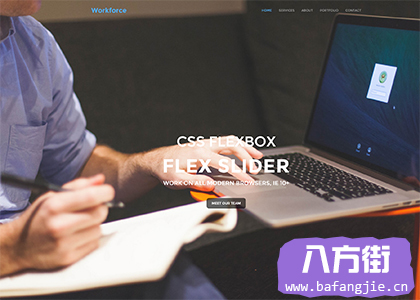 Workforce
HOME SERVICES ABOUT PORTFOLIO CONTACT
CSS FLEXBOX
FLEX SLIDER
WORK ON ALL MODERN BROWSERS, IE 10+
MEET OUR TEAM
八方街
www.bafangjie.cn